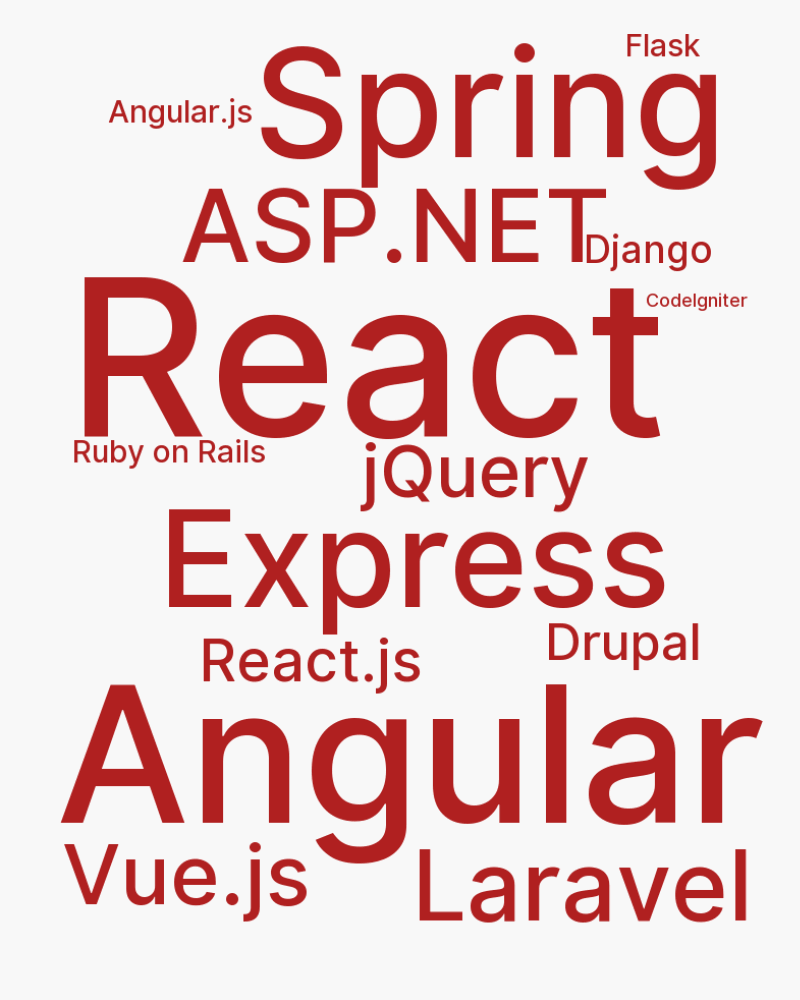 Flask
Angular.js
Spring
ASP.NET
Django
React
CodeIgniter
Ruby on Rails
jQuery
Express
React.js
Drupal
Angular
Vue.js
Laravel